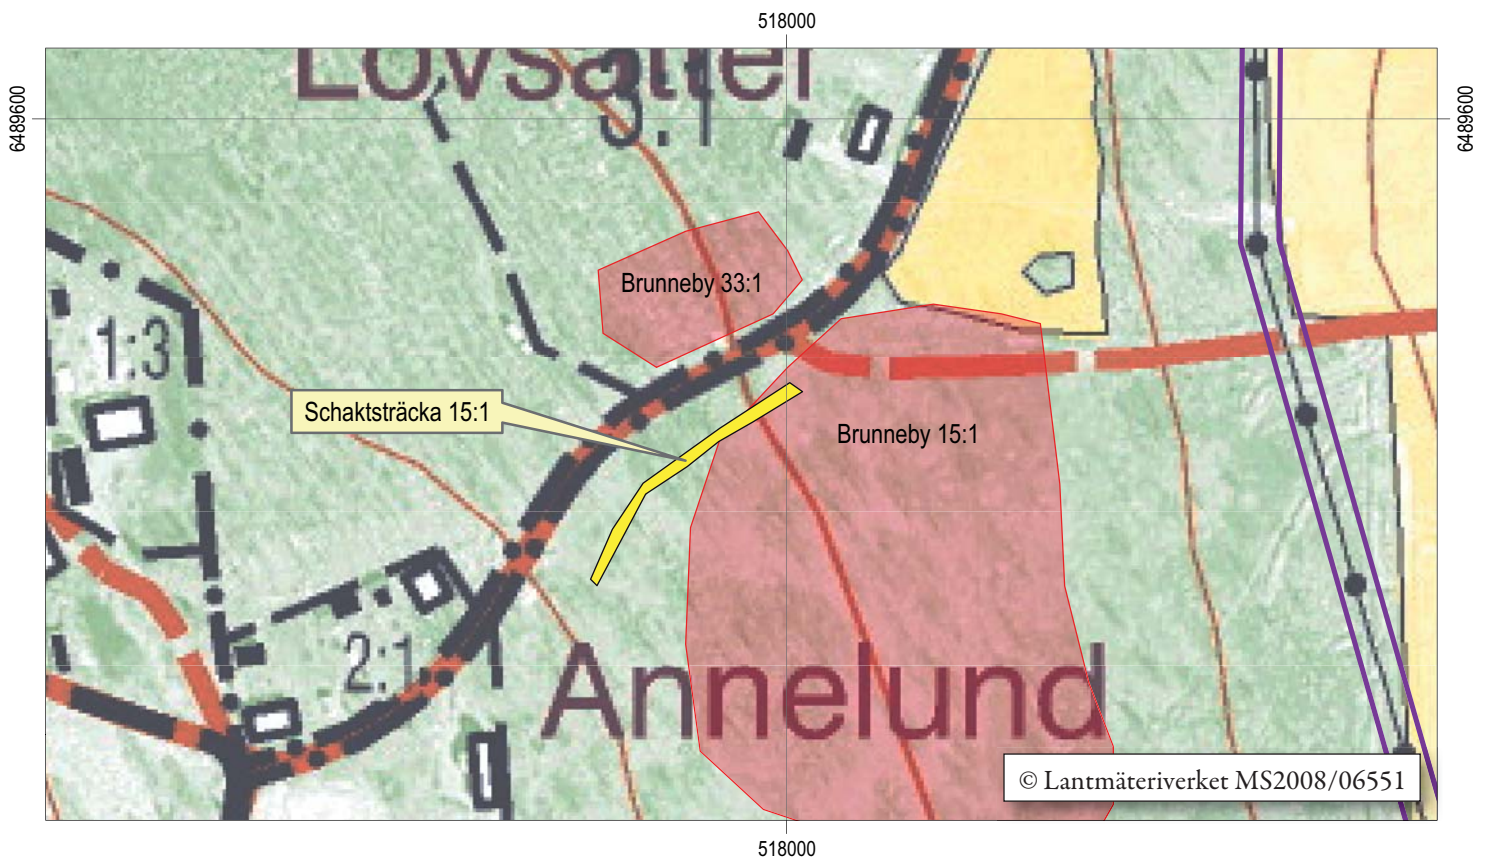 518000
6489600
6489600
Lövsätter
3:1
Brunneby 33:1
1:3
Schaktsträcka 15:1
Brunneby 15:1
2:1
Annelund
© Lantmäteriverket MS2008/06551
518000